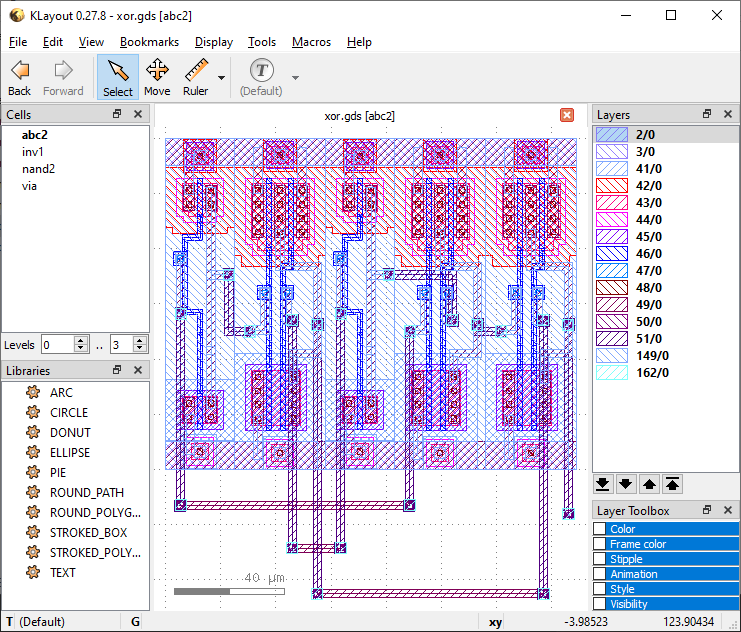 KLayout 0.27.8 - xor.gds [abc2]
File Edit View Bookmarks Display Tools Macros Help
Back Forward Select Move Ruler (Default)
Cells
abc2
inv1
nand2
via
Levels 0 .. 3
Libraries
ARC
CIRCLE
DONUT
ELLIPSE
PIE
ROUND_PATH
ROUND_POLYG...
STROKED_BOX
STROKED_POLY...
TEXT
xor.gds [abc2]
40 μm
Layers
2/0
3/0
41/0
42/0
43/0
44/0
45/0
46/0
47/0
48/0
49/0
50/0
51/0
149/0
162/0
Layer Toolbox
Color
Frame color
Stipple
Animation
Style
Visibility
T (Default) G xy -3.98523 123.90434